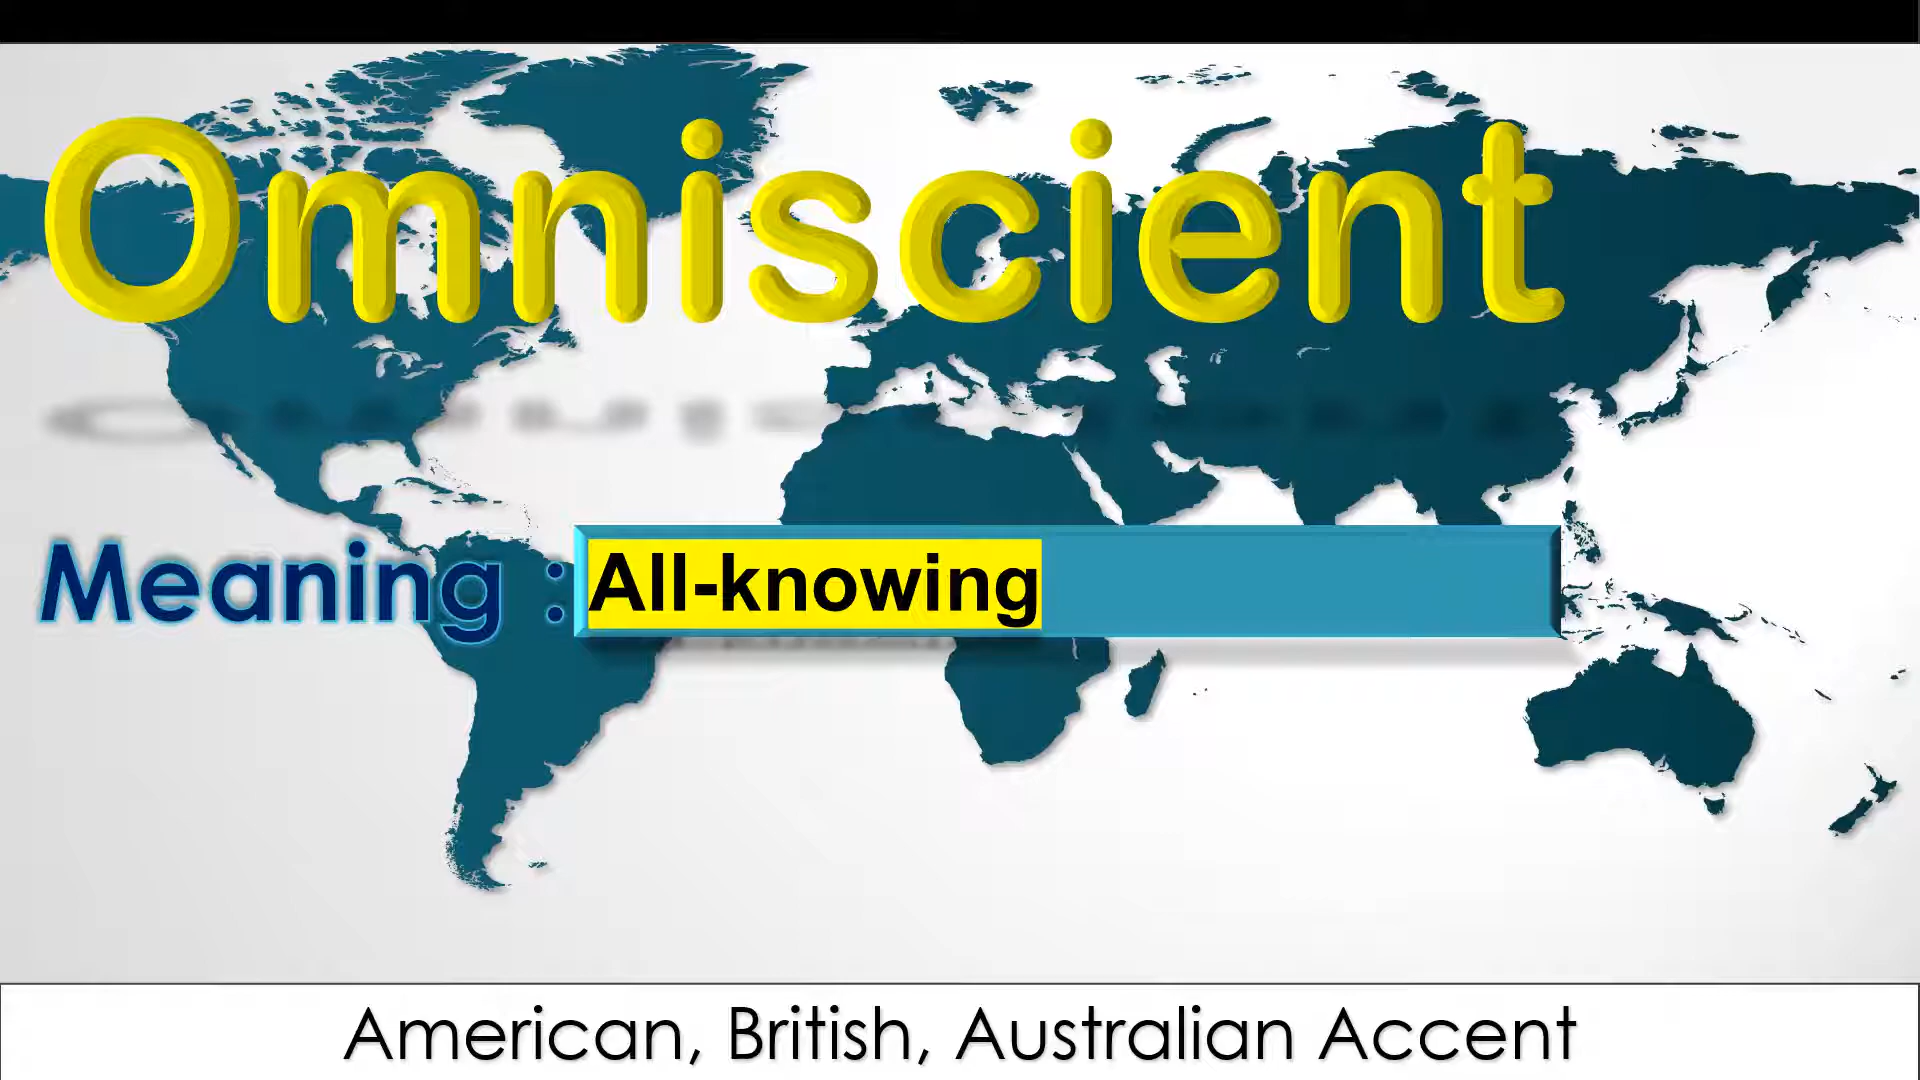 Omniscient
Meaning : All-knowing
American, British, Australian Accent